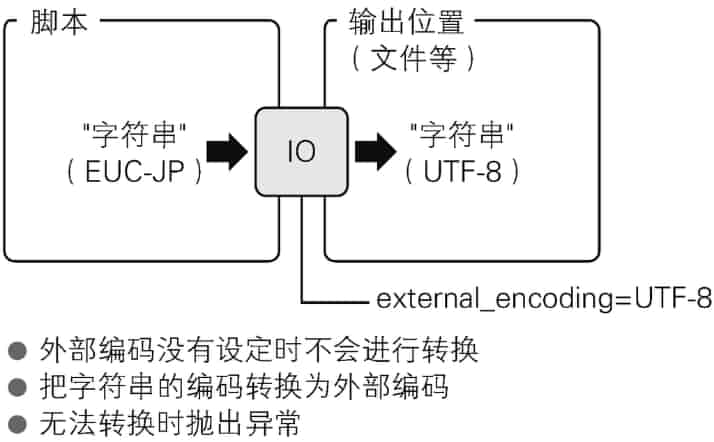 脚本
输出位置
（文件等）
"字符串"
（EUC-JP）
IO
"字符串"
（UTF-8）
external_encoding=UTF-8
● 外部编码没有设定时不会进行转换
● 把字符串的编码转换为外部编码
● 无法转换时抛出异常